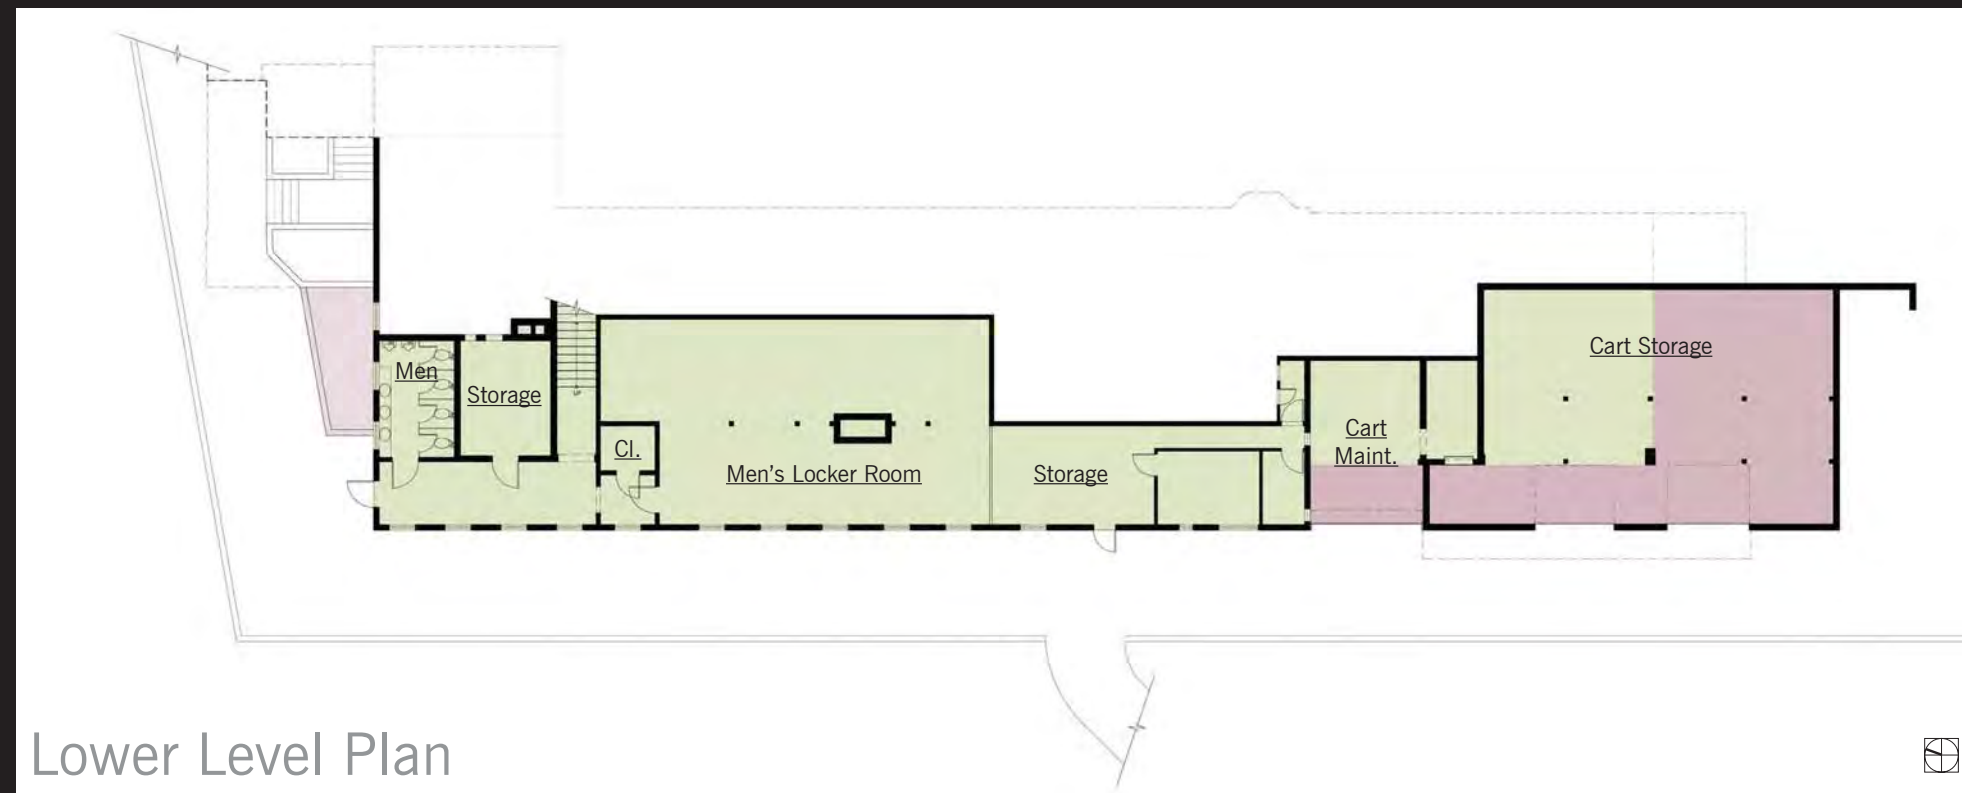 Men
Storage
Cl.
Men's Locker Room
Storage
Cart
Maint.
Cart Storage
Lower Level Plan